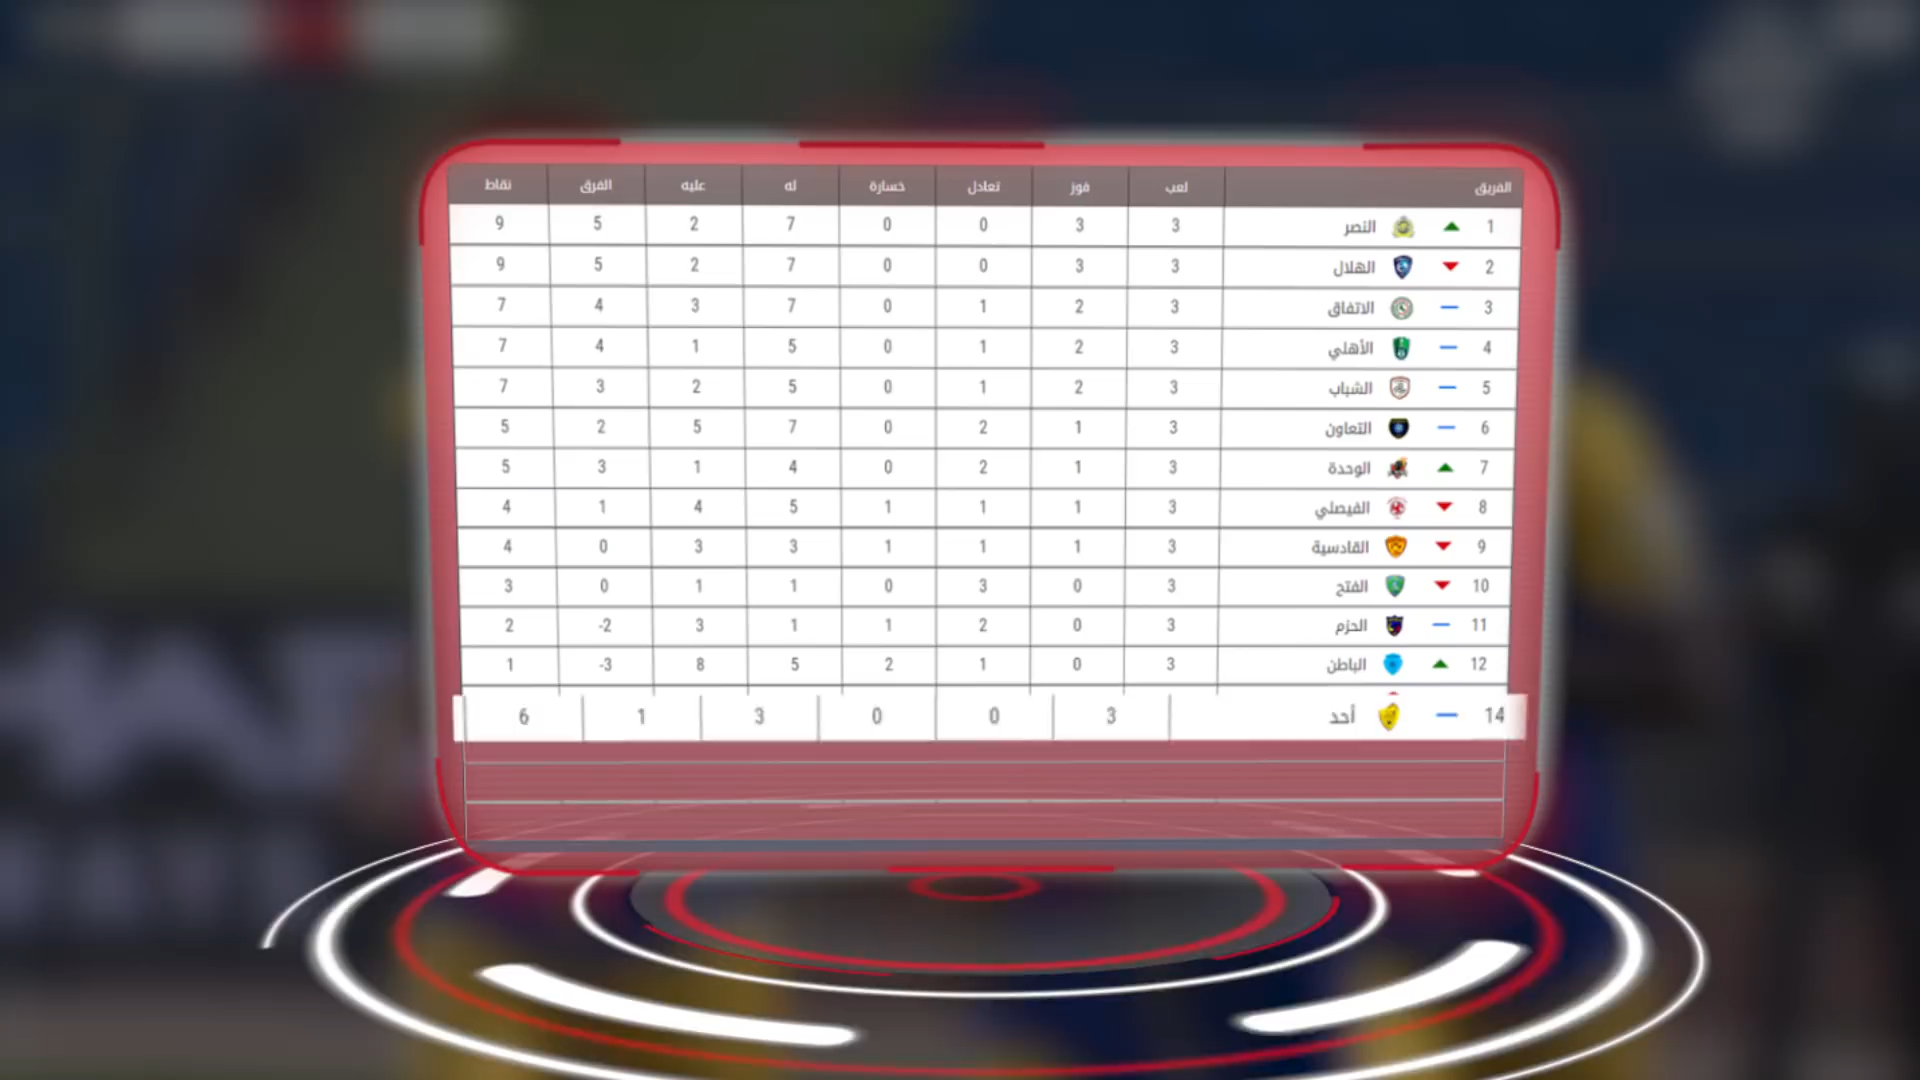 الفريق لعب فوز تعادل خسارة له عليه الفرق نقاط
1 النصر 3 3 0 0 7 2 5 9
2 الهلال 3 3 0 0 7 2 5 9
3 الاتفاق 3 2 1 0 7 3 4 7
4 الأهلي 3 2 1 0 5 1 4 7
5 الشباب 3 2 1 0 5 2 3 7
6 التعاون 3 1 2 0 7 5 2 5
7 الوحدة 3 1 2 0 4 1 3 5
8 الفيصلي 3 1 1 1 5 4 1 4
9 القادسية 3 1 1 1 3 3 0 4
10 الفتح 3 0 3 0 1 1 0 3
11 الحزم 3 0 2 1 1 3 -2 2
12 الباطن 3 0 1 2 5 8 -3 1
14 أحد 3 0 0 3 1 6